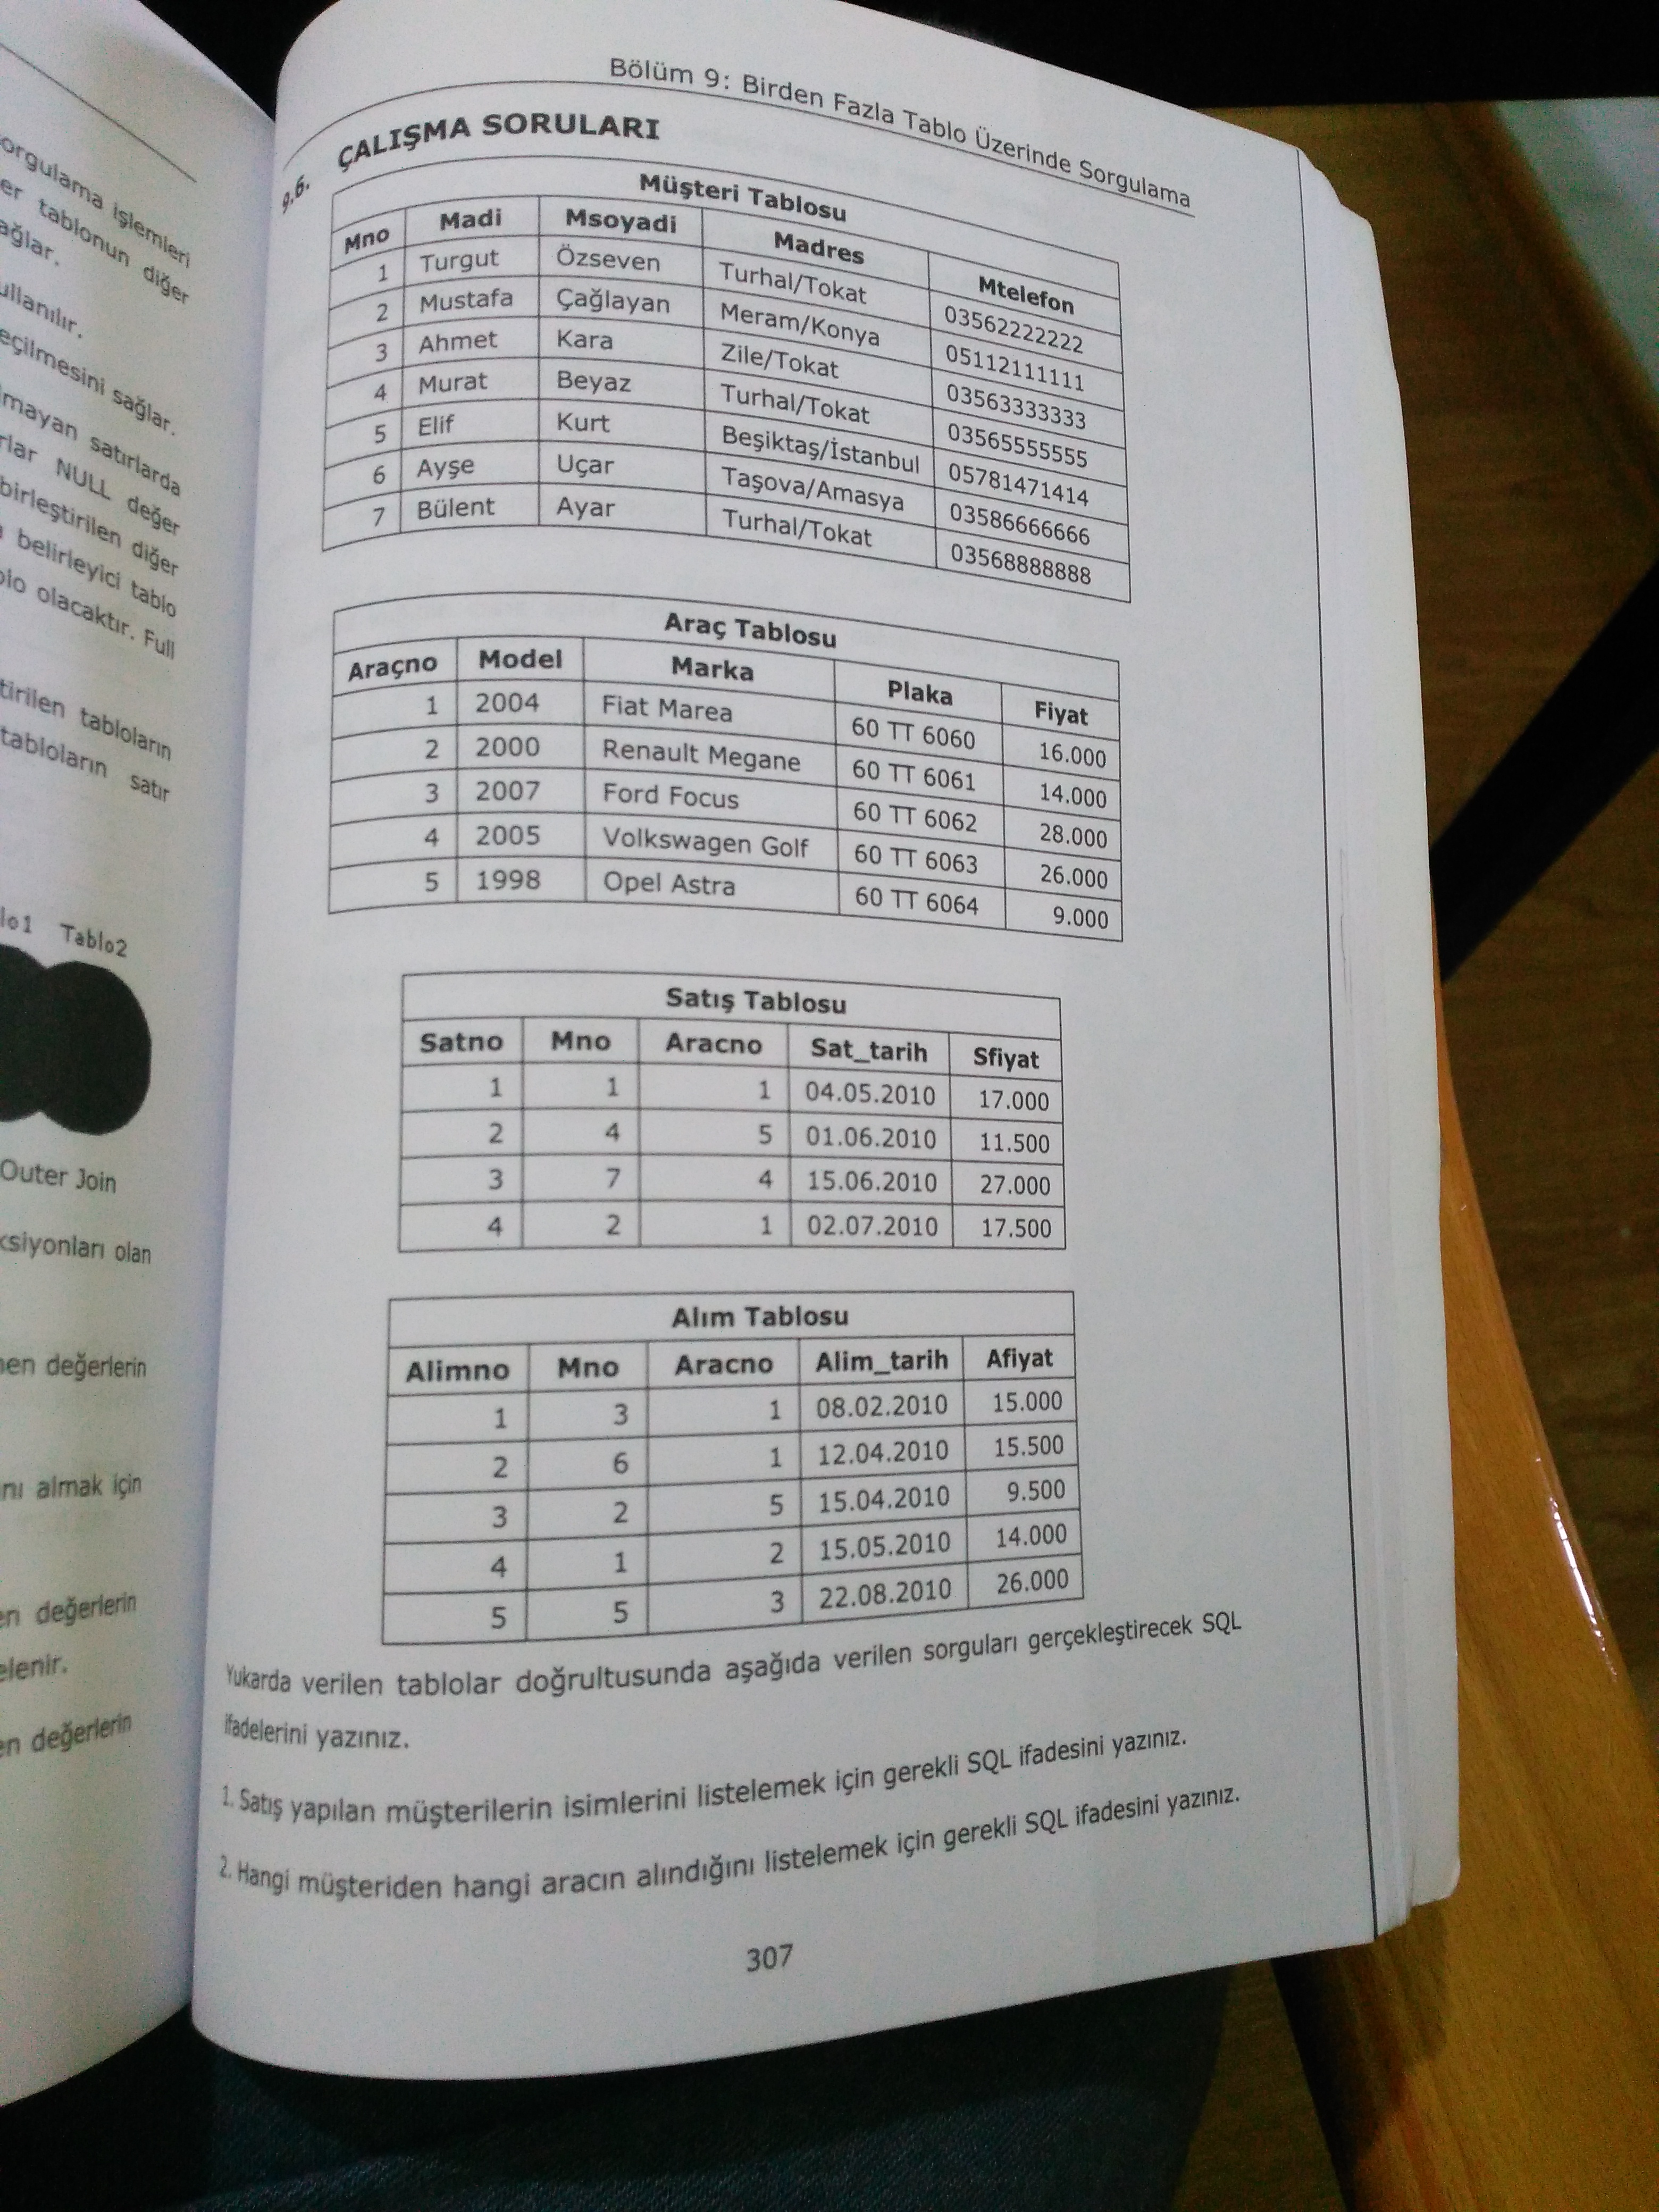 orgulama işlemleri
er tablonun diğer
ağlar.
ullanılır.
eçilmesini sağlar.
lmayan satırlarda
rlar NULL değer
birleştirilen diğer
belirleyici tablo
olacaktır. Full
tirilen tabloların
tabloların satır
lo1 Tablo2
Outer Join
ksiyonları olan
en değerlerin
nı almak için
en değerlerin
elenir.
en değerlerin
Bölüm 9: Birden Fazla Tablo Üzerinde Sorgulama
9.6. ÇALIŞMA SORULARI
Müşteri Tablosu
Mno Madi Msoyadi Madres Mtelefon
1 Turgut Özseven Turhal/Tokat 03562222222
2 Mustafa Çağlayan Meram/Konya 05112111111
3 Ahmet Kara Zile/Tokat 03563333333
4 Murat Beyaz Turhal/Tokat 03565555555
5 Elif Kurt Beşiktaş/İstanbul 05781471414
6 Ayşe Uçar Taşova/Amasya 03586666666
7 Bülent Ayar Turhal/Tokat 03568888888
Araç Tablosu
Araçno Model Marka Plaka Fiyat
1 2004 Fiat Marea 60 TT 6060 16.000
2 2000 Renault Megane 60 TT 6061 14.000
3 2007 Ford Focus 60 TT 6062 28.000
4 2005 Volkswagen Golf 60 TT 6063 26.000
5 1998 Opel Astra 60 TT 6064 9.000
Satış Tablosu
Satno Mno Aracno Sat_tarih Sfiyat
1 1 1 04.05.2010 17.000
2 4 5 01.06.2010 11.500
3 7 4 15.06.2010 27.000
4 2 1 02.07.2010 17.500
Alım Tablosu
Alimno Mno Aracno Alim_tarih Afiyat
1 3 1 08.02.2010 15.000
2 6 1 12.04.2010 15.500
3 2 5 15.04.2010 9.500
4 1 2 15.05.2010 14.000
5 5 3 22.08.2010 26.000
Yukarda verilen tablolar doğrultusunda aşağıda verilen sorguları gerçekleştirecek SQL
ifadelerini yazınız.
1. Satış yapılan müşterilerin isimlerini listelemek için gerekli SQL ifadesini yazınız.
2. Hangi müşteriden hangi aracın alındığını listelemek için gerekli SQL ifadesini yazınız.
307